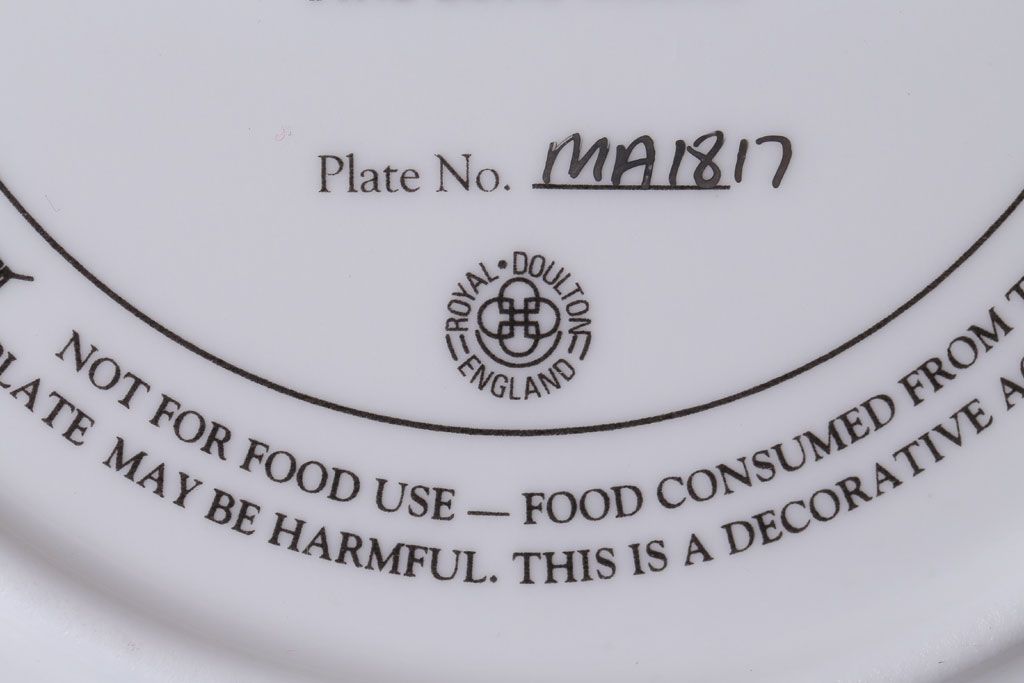 Plate No. MA1817
ROYAL · DOULTON
ENGLAND
NOT FOR FOOD USE — FOOD CONSUMED FROM
PLATE MAY BE HARMFUL. THIS IS A DECORATIVE